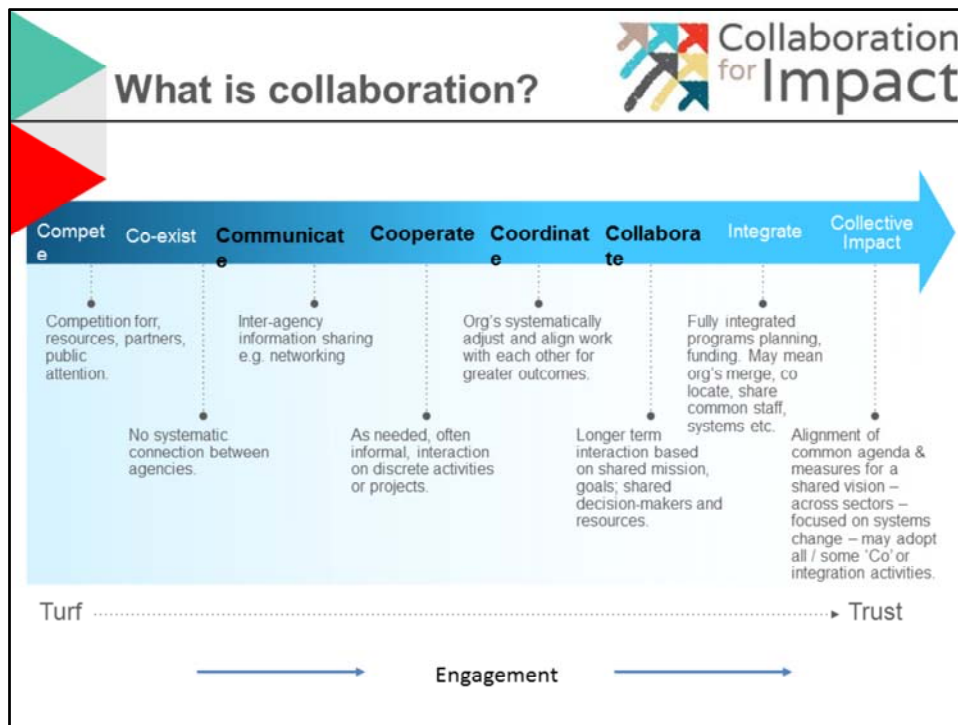 What is collaboration?
Collaboration
for Impact
Compet
e
Co-exist
Communicat
e
Cooperate
Coordinat
e
Collabora
te
Integrate
Collective
Impact
Competition forr,
resources, partners,
public
attention.
No systematic
connection between
agencies.
Inter-agency
information sharing
e.g. networking
As needed, often
informal, interaction
on discrete activities
or projects.
Org's systematically
adjust and align work
with each other for
greater outcomes.
Longer term
interaction based
on shared mission,
goals; shared
decision-makers and
resources.
Fully integrated
programs planning,
funding. May mean
org's merge, co
locate, share
common staff,
systems etc.
Alignment of
common agenda &
measures for a
shared vision –
across sectors –
focused on systems
change – may adopt
all / some 'Co' or
integration activities.
Turf
Trust
Engagement